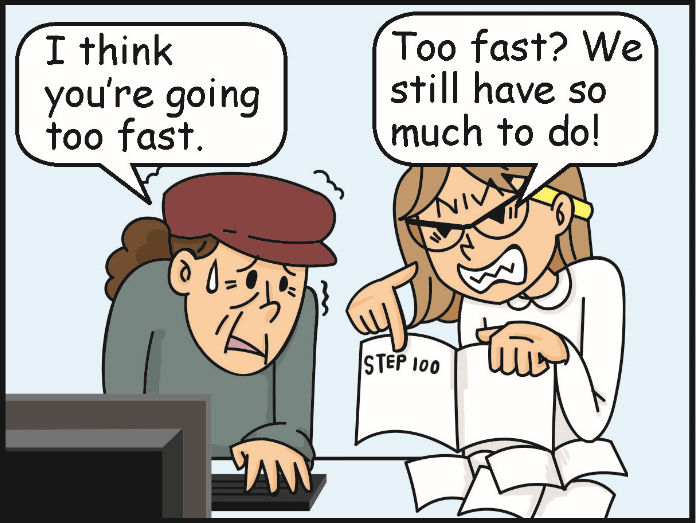 I think
you're going
too fast.
Too fast? We
still have so
much to do!
STEP 100